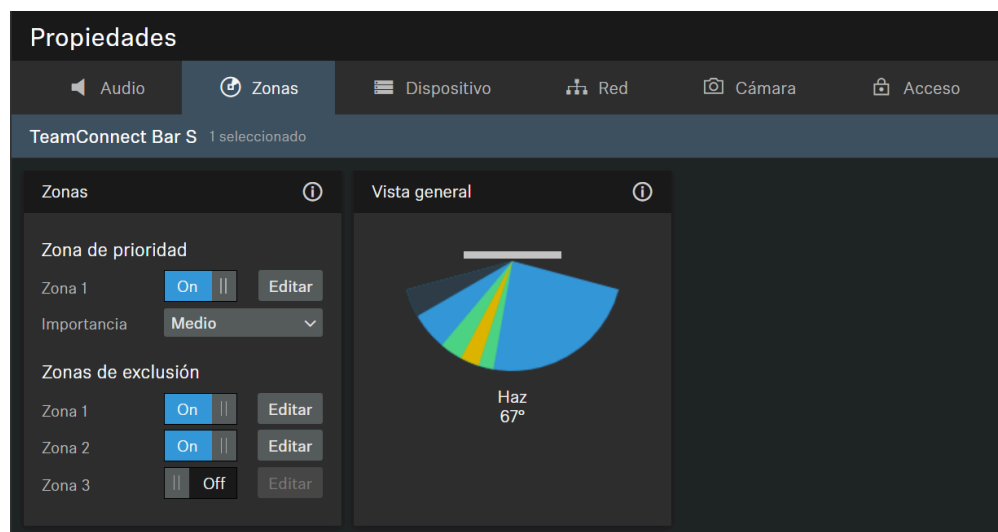 Propiedades
Audio
Zonas
Dispositivo
Red
Cámara
Acceso
TeamConnect Bar S 1 seleccionado
Zonas
Zona de prioridad
Zona 1 On Editar
Importancia Medio
Zonas de exclusión
Zona 1 On Editar
Zona 2 On Editar
Zona 3 Off Editar
Vista general
Haz
67º